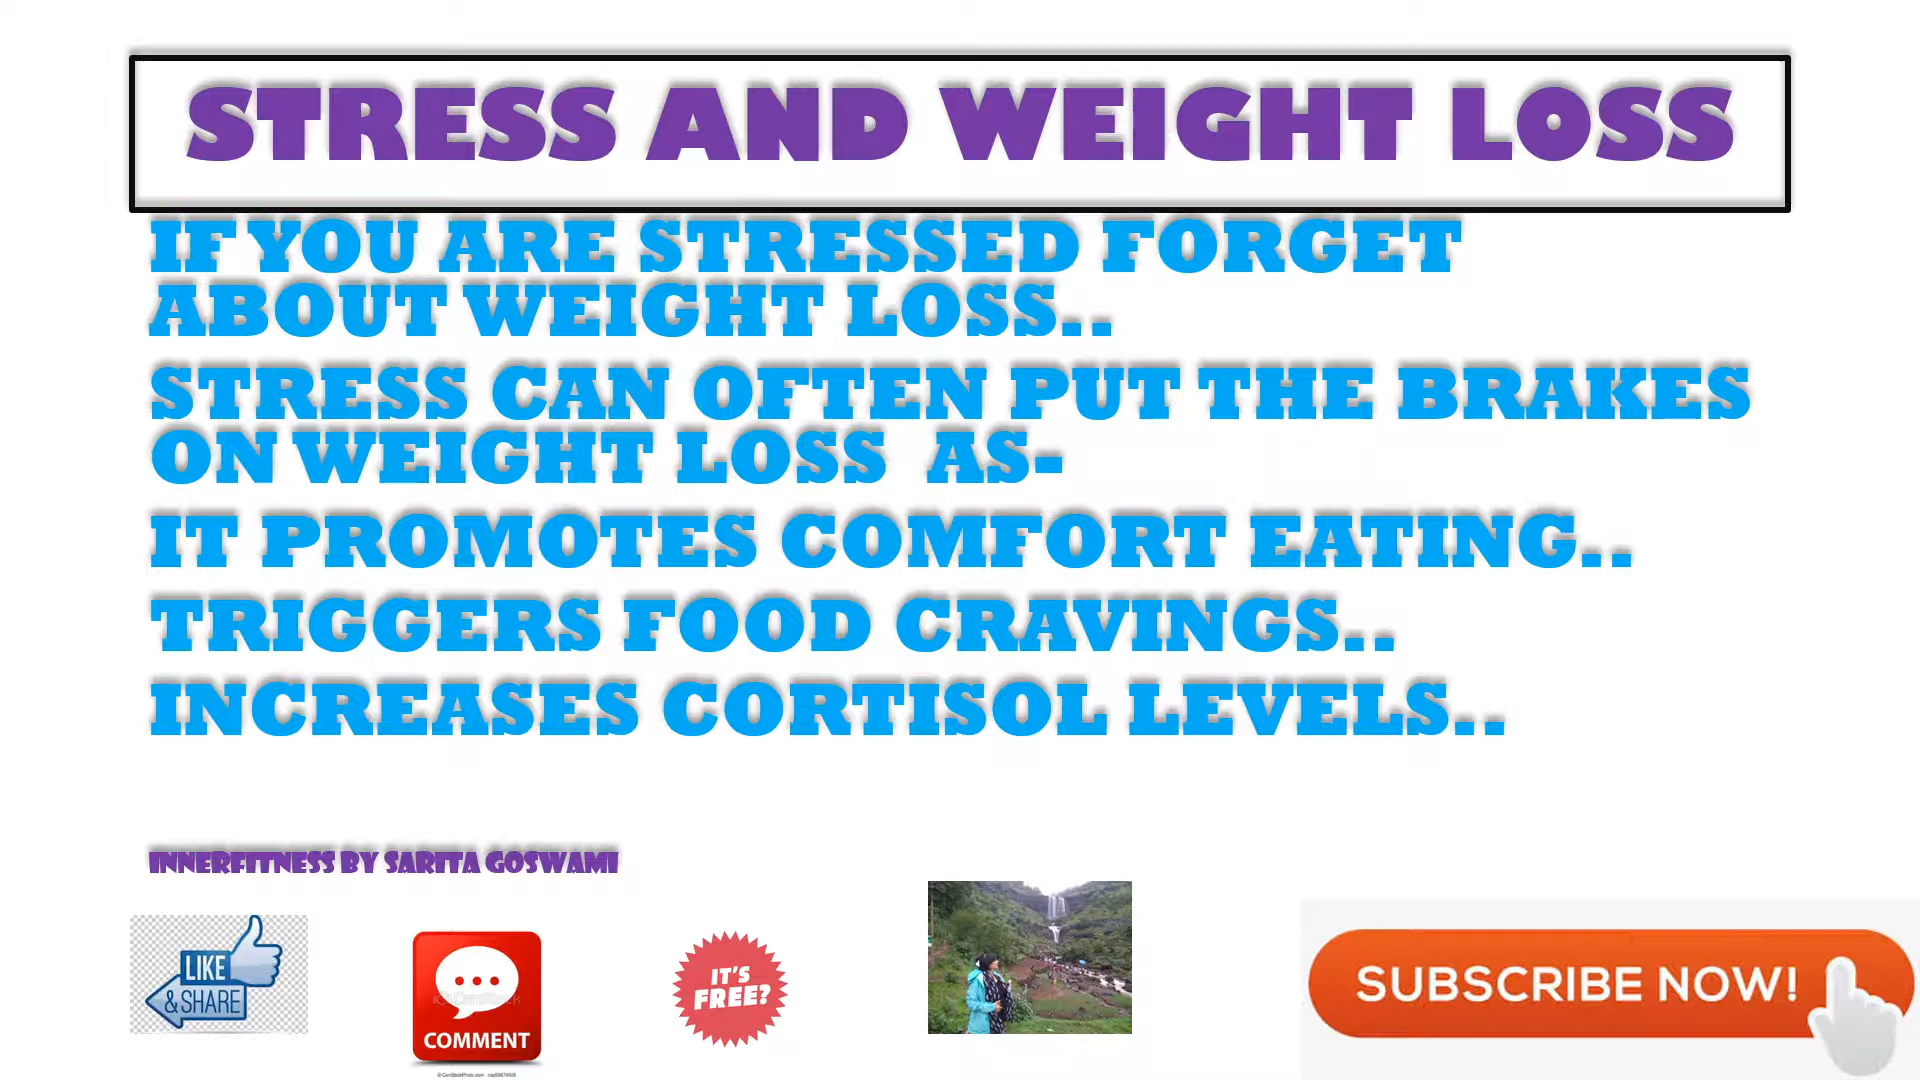 STRESS AND WEIGHT LOSS
IF YOU ARE STRESSED FORGET
ABOUT WEIGHT LOSS..
STRESS CAN OFTEN PUT THE BRAKES
ON WEIGHT LOSS AS-
IT PROMOTES COMFORT EATING..
TRIGGERS FOOD CRAVINGS..
INCREASES CORTISOL LEVELS..
INNERFITNESS BY SARITA GOSWAMI
LIKE
& SHARE
COMMENT
IT'S
FREE?
SUBSCRIBE NOW!